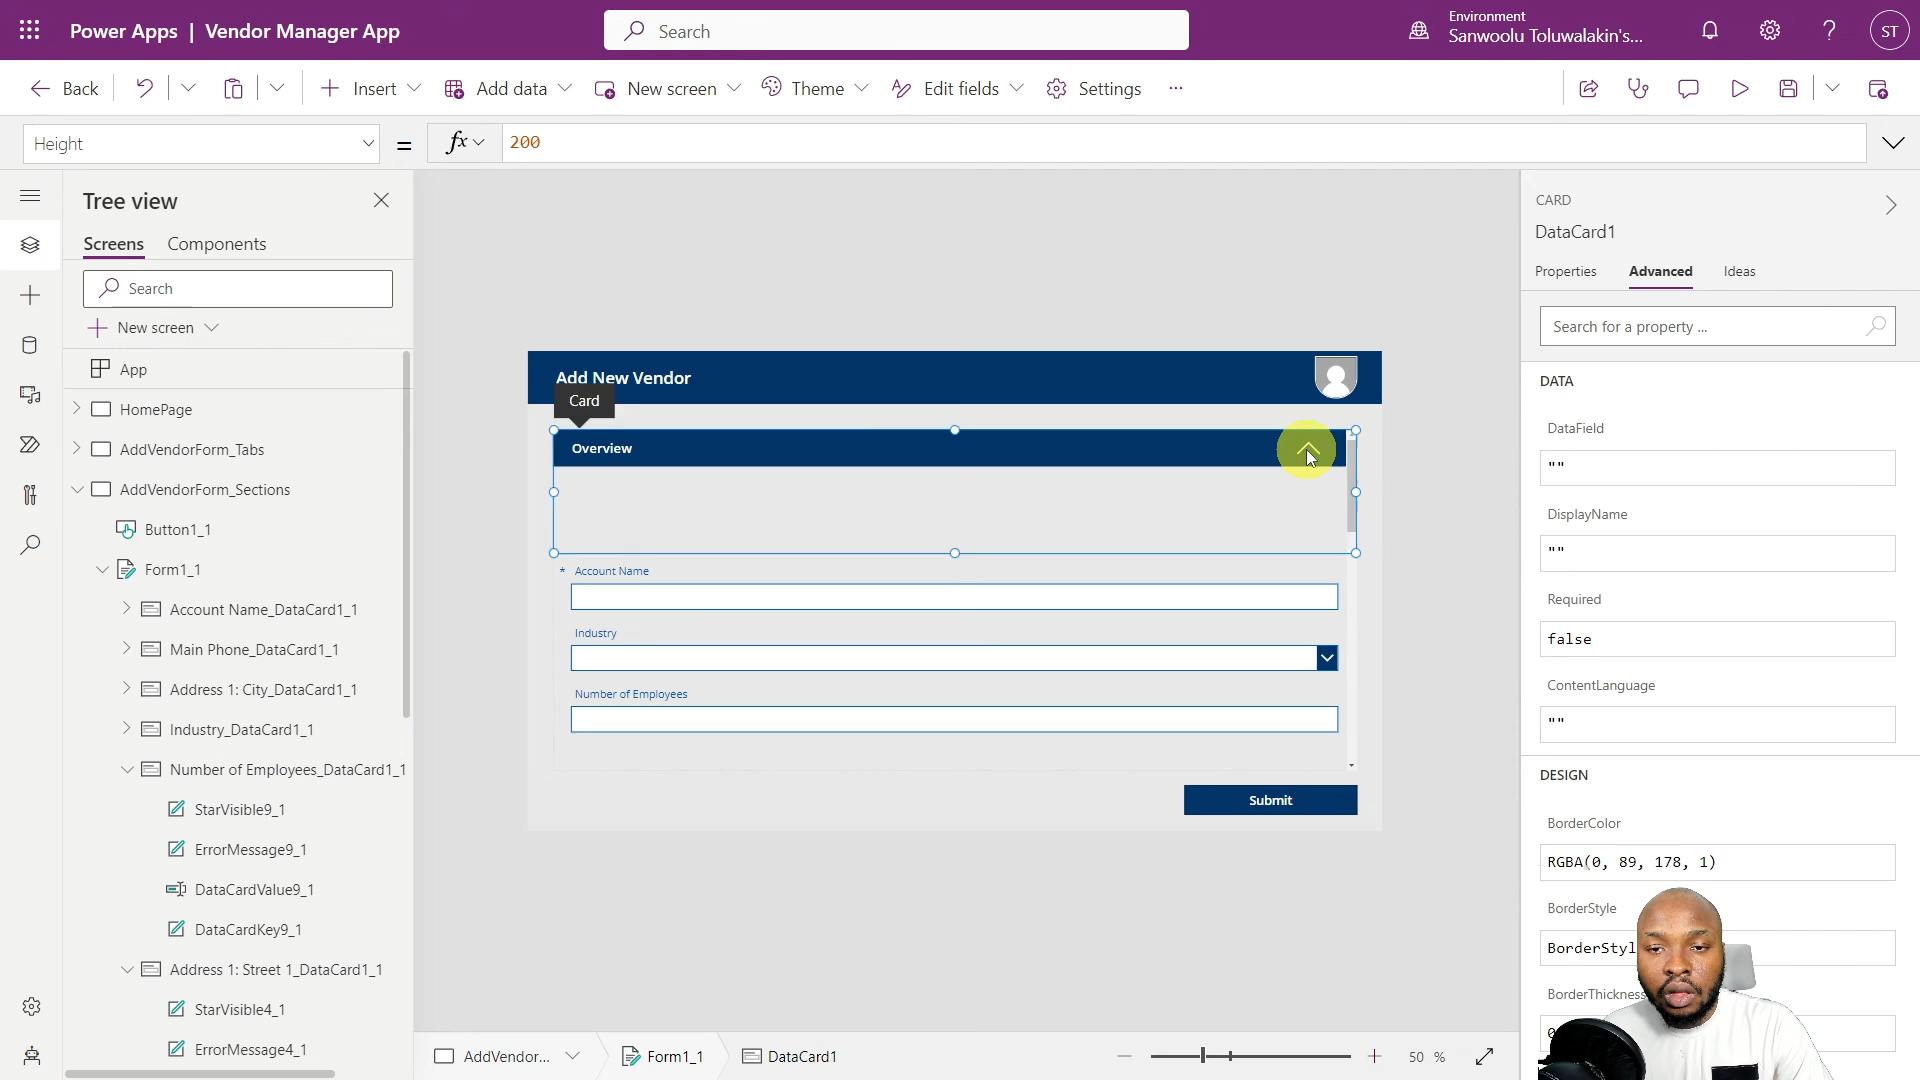 Power Apps | Vendor Manager App
Search
Environment
Sanwoolu Toluwalakin's...
ST
Back
Insert
Add data
New screen
Theme
Edit fields
Settings
...
Height
=
fx
200
Tree view
Screens
Components
Search
New screen
App
HomePage
AddVendorForm_Tabs
AddVendorForm_Sections
Button1_1
Form1_1
Account Name_DataCard1_1
Main Phone_DataCard1_1
Address 1: City_DataCard1_1
Industry_DataCard1_1
Number of Employees_DataCard1_1
StarVisible9_1
ErrorMessage9_1
DataCardValue9_1
DataCardKey9_1
Address 1: Street 1_DataCard1_1
StarVisible4_1
ErrorMessage4_1
Add New Vendor
Card
Overview
* Account Name
Industry
Number of Employees
Submit
AddVendor...
Form1_1
DataCard1
50 %
CARD
DataCard1
Properties
Advanced
Ideas
Search for a property ...
DATA
DataField
""
DisplayName
""
Required
false
ContentLanguage
""
DESIGN
BorderColor
RGBA(0, 89, 178, 1)
BorderStyle
BorderStyl
BorderThickness
0